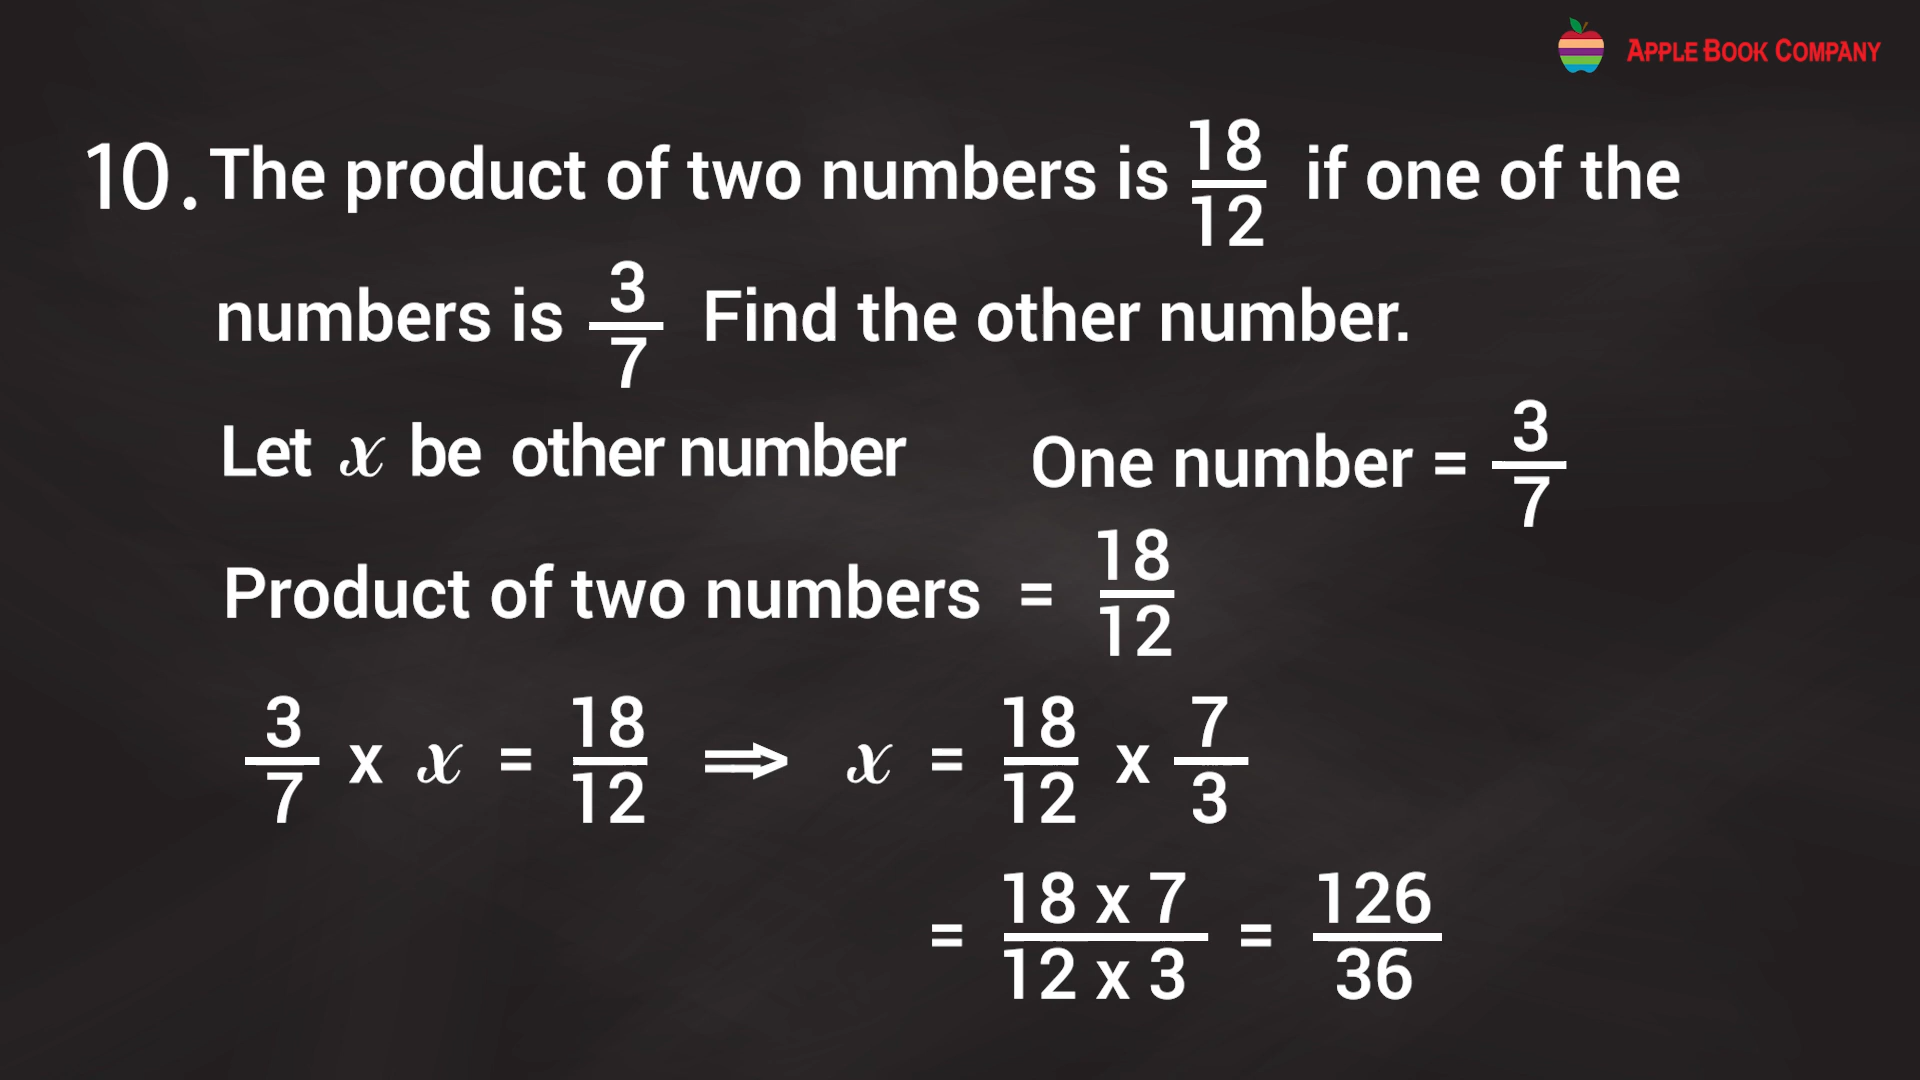 APPLE BOOK COMPANY
10. The product of two numbers is 18/12 if one of the
numbers is 3/7 Find the other number.
Let x be other number One number = 3/7
Product of two numbers = 18/12
3/7 x x = 18/12 ⇒ x = 18/12 x 7/3
= 18 x 7/12 x 3 = 126/36